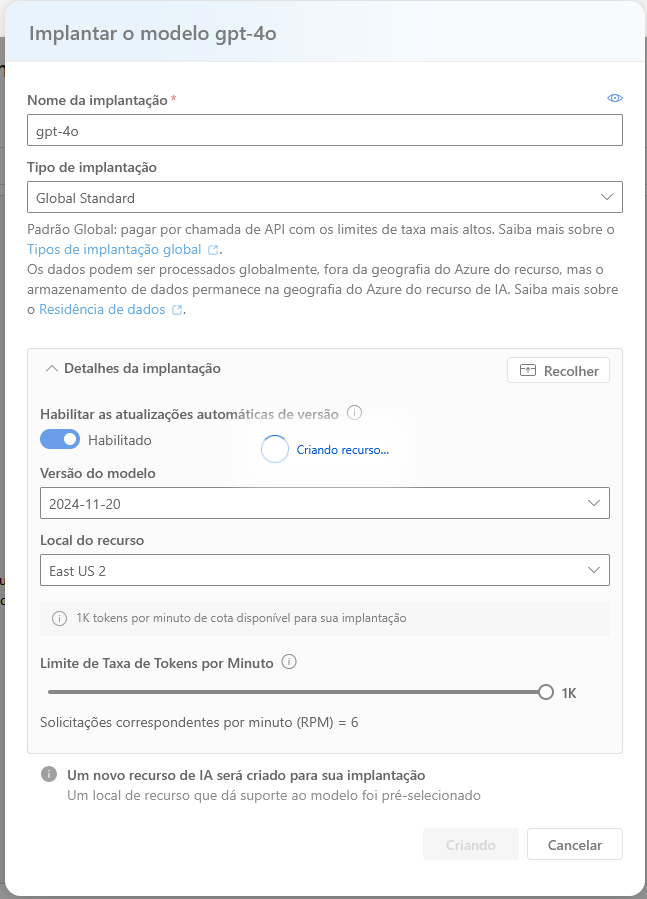 Implantar o modelo gpt-4o
Nome da implantação *
gpt-4o
Tipo de implantação
Global Standard
Padrão Global: pagar por chamada de API com os limites de taxa mais altos. Saiba mais sobre o
Tipos de implantação global.
Os dados podem ser processados globalmente, fora da geografia do Azure do recurso, mas o
armazenamento de dados permanece na geografia do Azure do recurso de IA. Saiba mais sobre
o Residência de dados.
Detalhes da implantação
Recolher
Habilitar as atualizações automáticas de versão
Habilitado
Criando recurso...
Versão do modelo
2024-11-20
Local do recurso
East US 2
1K tokens por minuto de cota disponível para sua implantação
Limite de Taxa de Tokens por Minuto
1K
Solicitações correspondentes por minuto (RPM) = 6
Um novo recurso de IA será criado para sua implantação
Um local de recurso que dá suporte ao modelo foi pré-selecionado
Criando
Cancelar